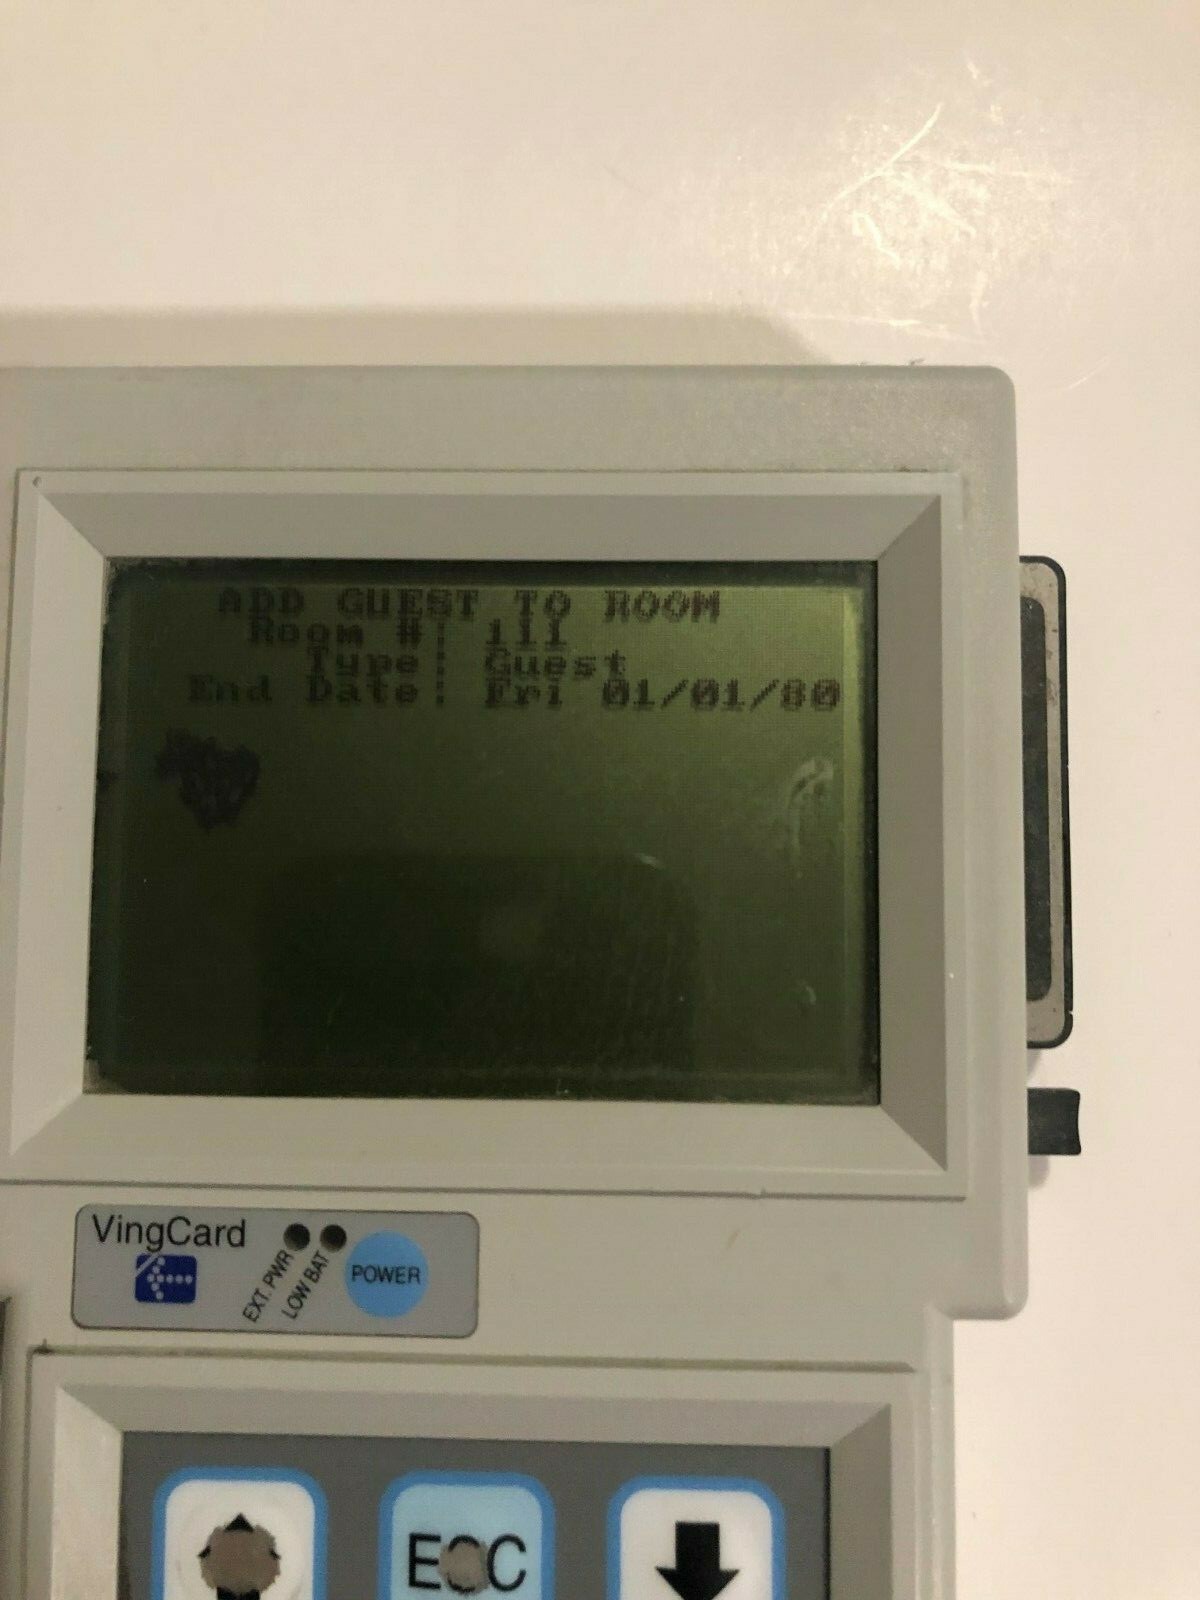 ADD GUEST TO ROOM
Room #: 111
Type: Guest
End Date: Fri 01/01/80
VingCard
EXT. PWR
LOW BAT
POWER
ESC